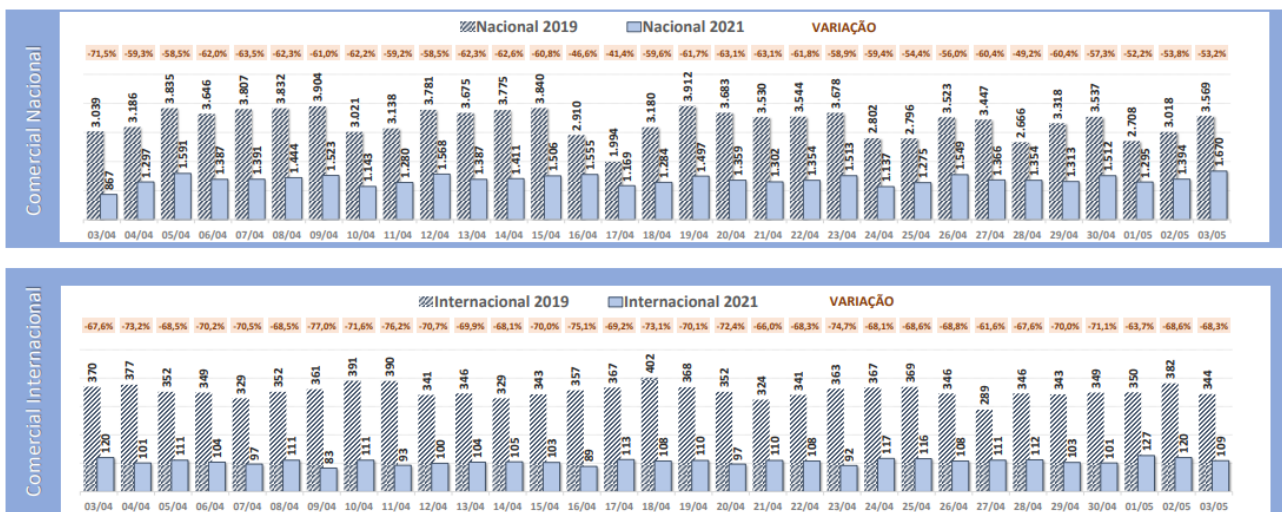 Comercial Nacional
Nacional 2019 Nacional 2021 VARIAÇÃO
-71,5% -59,3% -58,5% -62,0% -63,5% -62,3% -61,0% -62,2% -59,2% -58,5% -62,3% -62,6% -60,8% -46,6% -41,4% -59,6% -61,7% -63,1% -63,1% -61,8% -58,9% -59,4% -54,4% -56,0% -60,4% -49,2% -60,4% -57,3% -52,2% -53,8% -53,2%
3.039 3.186 3.835 3.646 3.807 3.832 3.904 3.021 3.138 3.781 3.675 3.775 3.840 2.910 1.994 3.180 3.912 3.683 3.530 3.544 3.678 2.802 2.796 3.523 3.447 2.666 3.318 3.537 2.708 3.018 3.569
867 1.297 1.591 1.387 1.391 1.444 1.523 1.143 1.280 1.568 1.387 1.411 1.506 1.555 1.169 1.284 1.497 1.359 1.302 1.354 1.513 1.137 1.275 1.549 1.366 1.354 1.313 1.512 1.295 1.394 1.670
03/04 04/04 05/04 06/04 07/04 08/04 09/04 10/04 11/04 12/04 13/04 14/04 15/04 16/04 17/04 18/04 19/04 20/04 21/04 22/04 23/04 24/04 25/04 26/04 27/04 28/04 29/04 30/04 01/05 02/05 03/05
Comercial Internacional
Internacional 2019 Internacional 2021 VARIAÇÃO
-67,6% -73,2% -68,5% -70,2% -70,5% -68,5% -77,0% -71,6% -76,2% -70,7% -69,9% -68,1% -70,0% -75,1% -69,2% -73,1% -70,1% -72,4% -66,0% -68,3% -74,7% -68,1% -68,6% -68,8% -61,6% -67,6% -70,0% -71,1% -63,7% -68,6% -68,3%
370 377 352 349 329 352 361 391 390 341 346 329 343 357 367 402 368 352 324 341 363 367 369 346 289 346 343 349 350 382 344
120 101 111 104 97 111 83 111 93 100 104 105 103 89 113 108 110 97 110 108 92 117 116 108 111 112 103 101 127 120 109
03/04 04/04 05/04 06/04 07/04 08/04 09/04 10/04 11/04 12/04 13/04 14/04 15/04 16/04 17/04 18/04 19/04 20/04 21/04 22/04 23/04 24/04 25/04 26/04 27/04 28/04 29/04 30/04 01/05 02/05 03/05